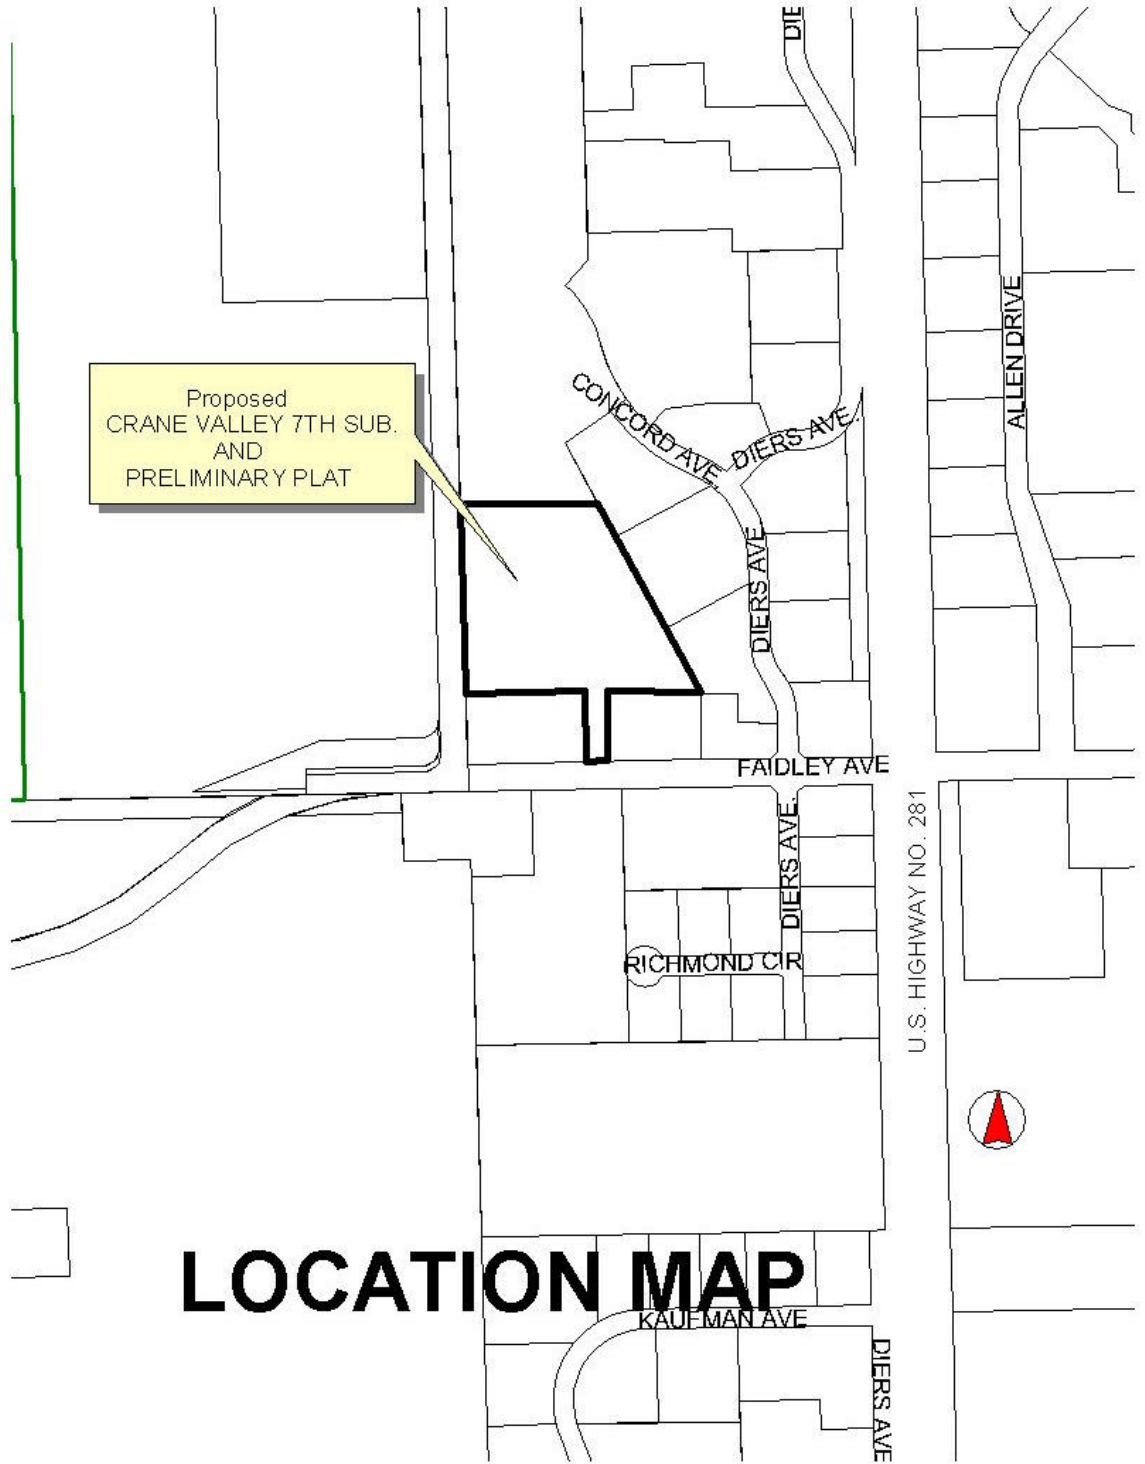 DIE
Proposed
CRANE VALLEY 7TH SUB.
AND
PRELIMINARY PLAT
CONCORD AVE.
DIERS AVE.
ALLEN DRIVE
DIERS AVE
FAIDLEY AVE
DIERS AVE.
U.S. HIGHWAY NO. 281
RICHMOND CIR
LOCATION MAP
KAUFMAN AVE
DIERS AVE